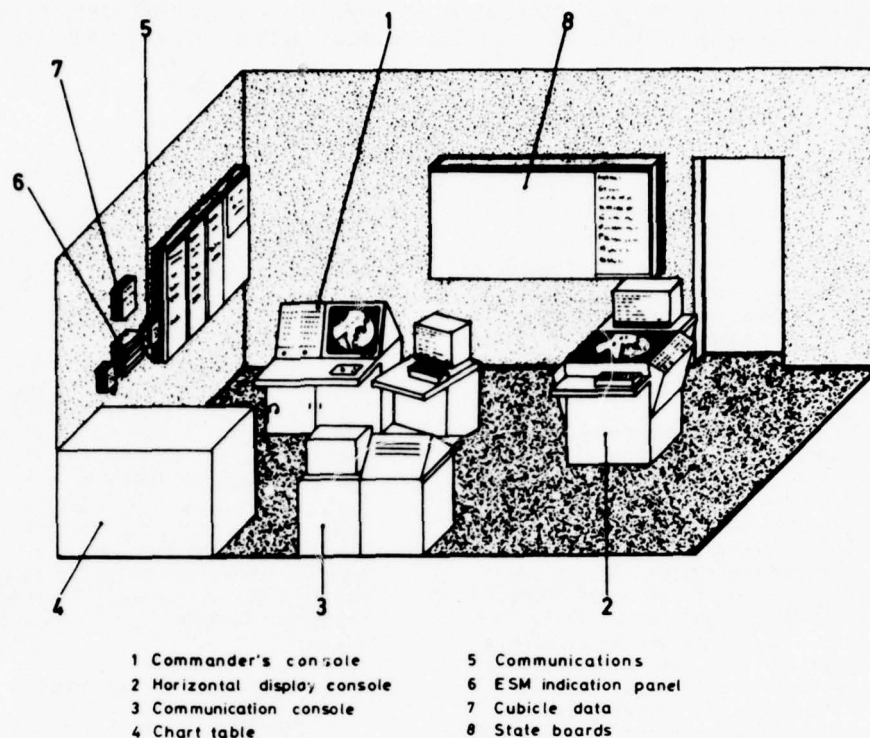 1
5
8
7
6
4
3
2
1 Commander's console
2 Horizontal display console
3 Communication console
4 Chart table
5 Communications
6 ESM indication panel
7 Cubicle data
8 State boards